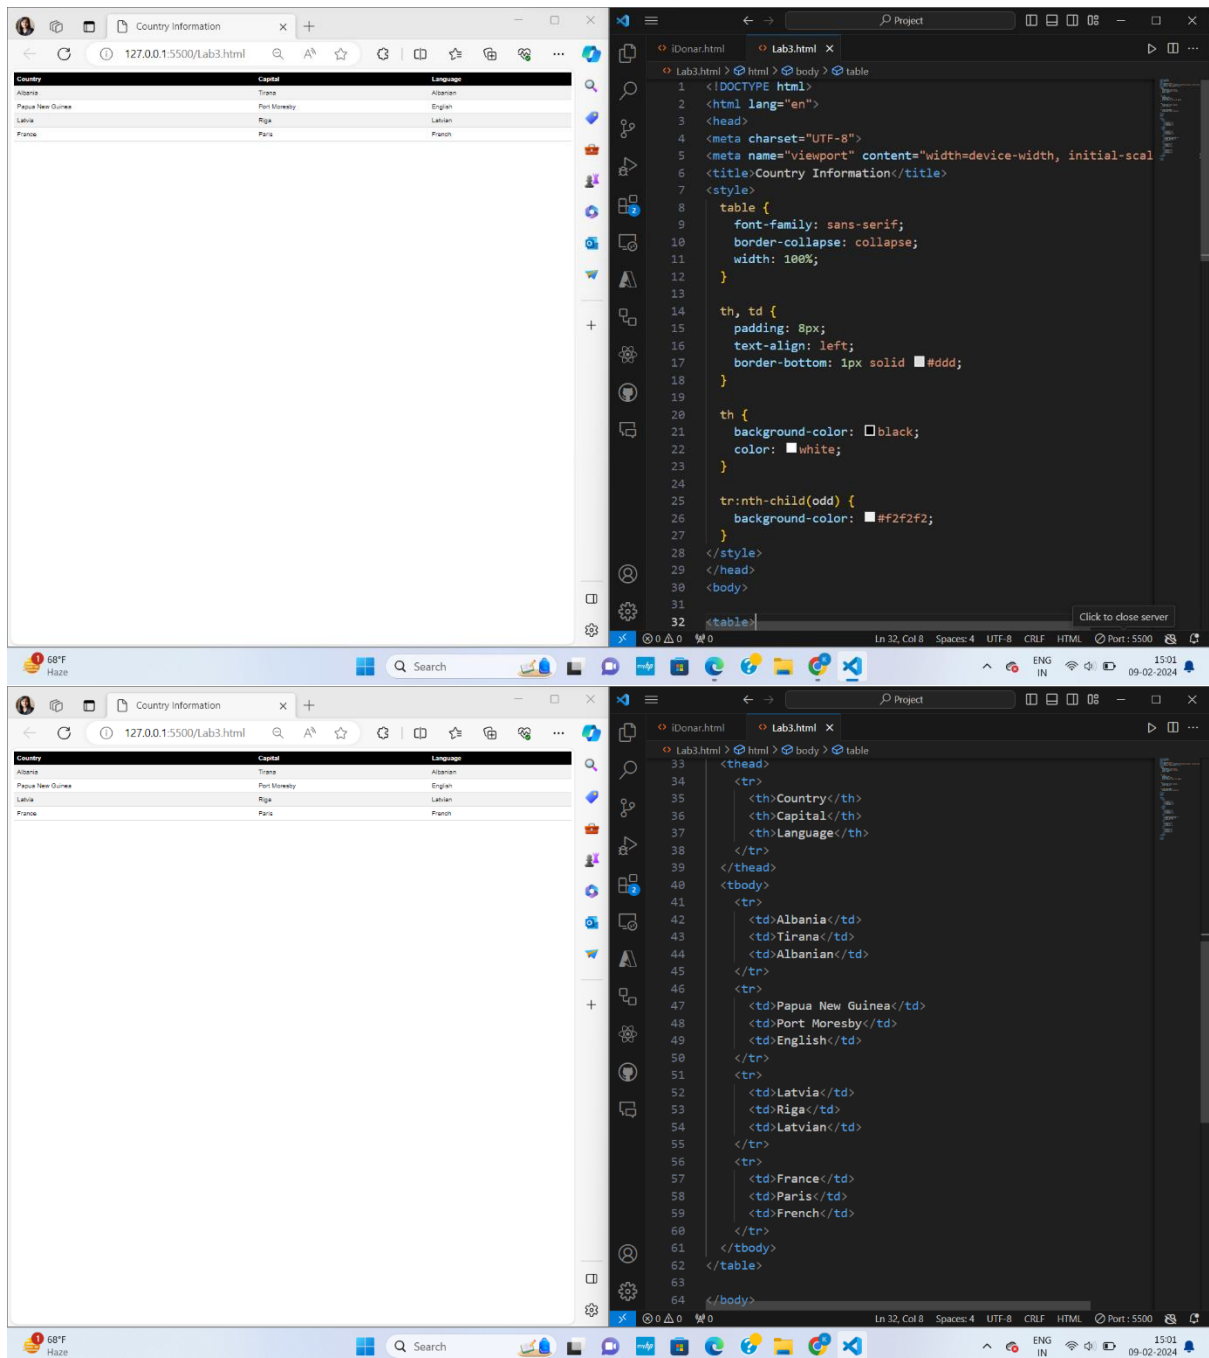 Country Information
127.0.0.1:5500/Lab3.html
Country Capital Language
Albania Tirana Albanian
Papua New Guinea Port Moresby English
Latvia Riga Latvian
France Paris French
Project
iDonar.html Lab3.html
Lab3.html > html > body > table
1 <!DOCTYPE html>
2 <html lang="en">
3 <head>
4 <meta charset="UTF-8">
5 <meta name="viewport" content="width=device-width, initial-scal
6 <title>Country Information</title>
7 <style>
8 table {
9 font-family: sans-serif;
10 border-collapse: collapse;
11 width: 100%;
12 }
13
14 th, td {
15 padding: 8px;
16 text-align: left;
17 border-bottom: 1px solid #ddd;
18 }
19
20 th {
21 background-color: black;
22 color: white;
23 }
24
25 tr:nth-child(odd) {
26 background-color: #f2f2f2;
27 }
28 </style>
29 </head>
30 <body>
31
32 <table>
Click to close server
2
0 0 0 Ln 32, Col 8 Spaces: 4 UTF-8 CRLF HTML Port : 5500
1 68°F
Haze
Search
ENG
IN
15:01
09-02-2024
Country Information
127.0.0.1:5500/Lab3.html
Country Capital Language
Albania Tirana Albanian
Papua New Guinea Port Moresby English
Latvia Riga Latvian
France Paris French
Project
iDonar.html Lab3.html
Lab3.html > html > body > table
33 <thead>
34 <tr>
35 <th>Country</th>
36 <th>Capital</th>
37 <th>Language</th>
38 </tr>
39 </thead>
40 <tbody>
41 <tr>
42 <td>Albania</td>
43 <td>Tirana</td>
44 <td>Albanian</td>
45 </tr>
46 <tr>
47 <td>Papua New Guinea</td>
48 <td>Port Moresby</td>
49 <td>English</td>
50 </tr>
51 <tr>
52 <td>Latvia</td>
53 <td>Riga</td>
54 <td>Latvian</td>
55 </tr>
56 <tr>
57 <td>France</td>
58 <td>Paris</td>
59 <td>French</td>
60 </tr>
61 </tbody>
62 </table>
63
64 </body>
2
0 0 0 Ln 32, Col 8 Spaces: 4 UTF-8 CRLF HTML Port : 5500
1 68°F
Haze
Search
ENG
IN
15:01
09-02-2024